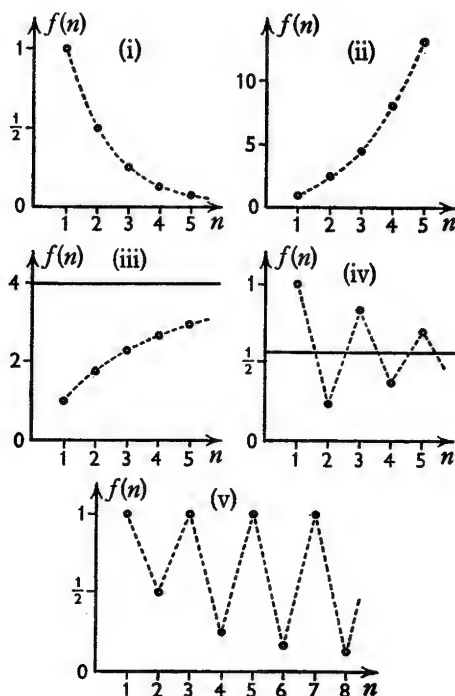 f(n)
(i)
1
1/2
0
1 2 3 4 5 n
f(n)
(ii)
10
5
0
1 2 3 4 5 n
f(n)
(iii)
4
2
0
1 2 3 4 5 n
f(n)
(iv)
1
1/2
0
1 2 3 4 5 n
f(n)
(v)
1
1/2
0
1 2 3 4 5 6 7 8 n